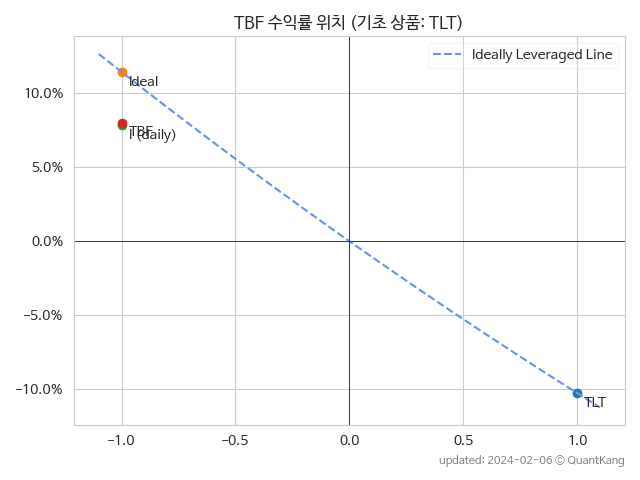 TBF 수익률 위치 (기초 상품: TLT)
Ideally Leveraged Line
Ideal
TBF
I (daily)
TLT
10.0%
5.0%
0.0%
−5.0%
−10.0%
−1.0 −0.5 0.0 0.5 1.0
updated: 2024-02-06 © QuantKang